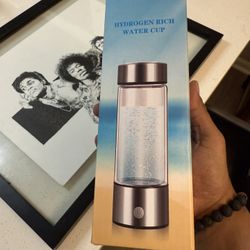 HYDROGEN RICH
WATER CUP